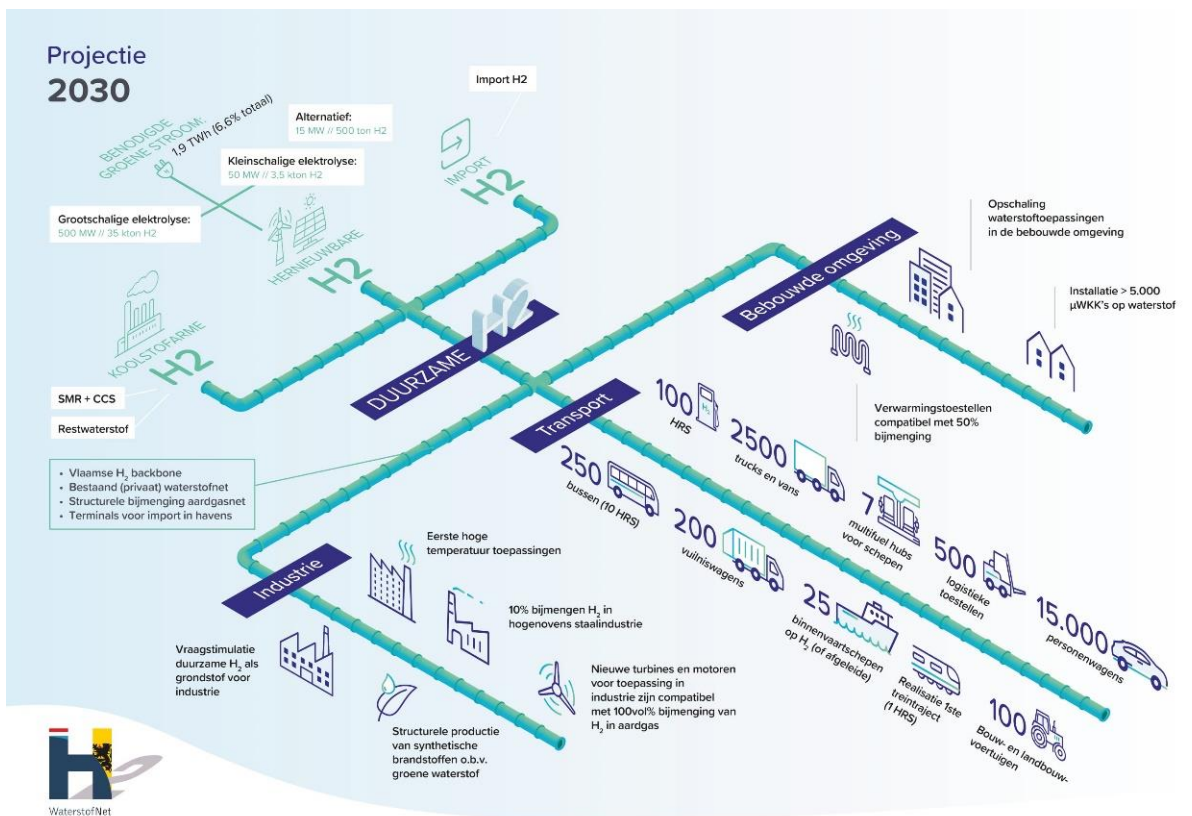 Projectie
2030
BENODIGDE
GROENE STROOM:
1,9 TWh (6,6% totaal)
Alternatief:
15 MW // 500 ton H2
Kleinschalige elektrolyse:
50 MW // 3,5 kton H2
Grootschalige elektrolyse:
500 MW // 35 kton H2
HERNIEUWBARE
H2
Import H2
IMPORT
H2
KOOLSTOFARME
H2
SMR + CCS
Restwaterstof
• Vlaamse H₂ backbone
• Bestaand (privaat) waterstofnet
• Structurele bijmenging aardgasnet
• Terminals voor import in havens
DUURZAME H2
Bebouwde omgeving
Opschaling
waterstoftoepassingen
in de bebouwde omgeving
Installatie > 5.000
µWKK's op waterstof
Verwarmingstoestellen
compatibel met 50%
bijmenging
Transport
100
H₂
HRS
2500
trucks en vans
7
multifuel hubs
voor schepen
500
logistieke
toestellen
15.000
personenwagens
250
bussen (10 HRS)
200
vuilniswagens
25
binnenvaartschepen
op H₂ (of afgeleide)
Realisatie 1ste
treintraject
(1 HRS)
100
Bouw- en landbouw-
voertuigen
Industrie
Eerste hoge
temperatuur toepassingen
10% bijmengen H₂ in
hogenovens staalindustrie
Vraagstimulatie
duurzame H₂ als
grondstof voor
industrie
Structurele productie
van synthetische
brandstoffen o.b.v.
groene waterstof
Nieuwe turbines en motoren
voor toepassing in
industrie zijn compatibel
met 100vol% bijmenging van
H₂ in aardgas
WaterstofNet